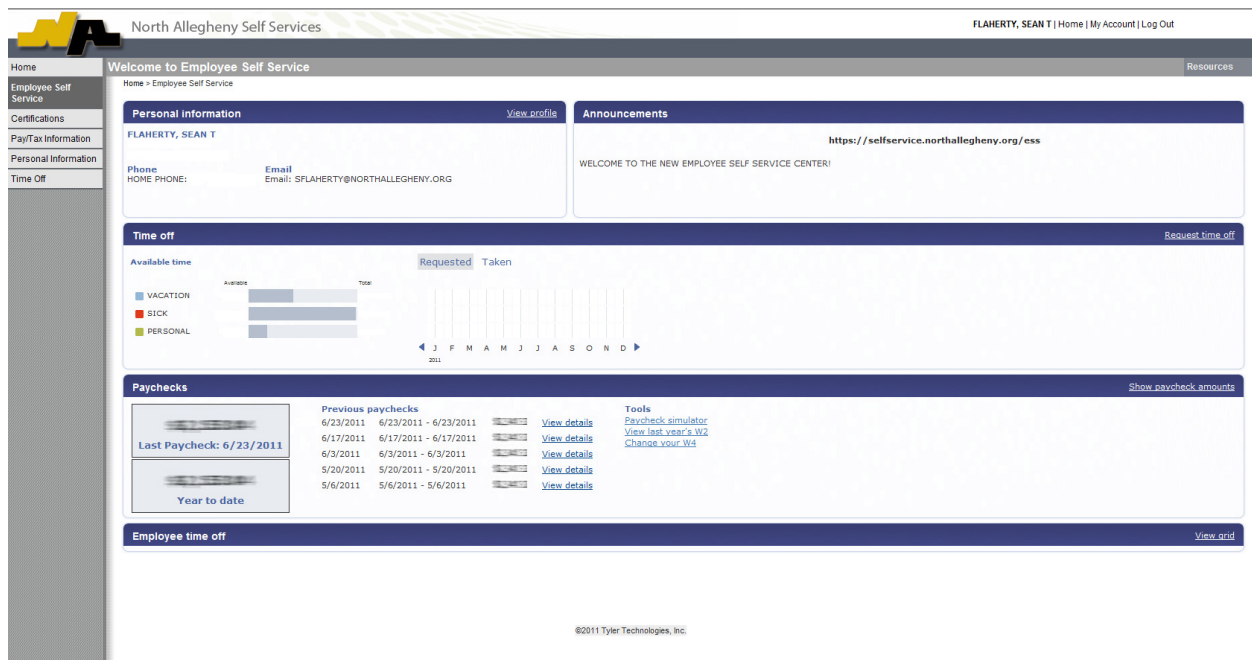 NA North Allegheny Self Services
FLAHERTY, SEAN T | Home | My Account | Log Out
Home
Employee Self
Service
Certifications
Pay/Tax Information
Personal Information
Time Off
Welcome to Employee Self Service
Resources
Home > Employee Self Service
Personal information
View profile
FLAHERTY, SEAN T
Phone Email
HOME PHONE: Email: SFLAHERTY@NORTHALLEGHENY.ORG
Announcements
https://selfservice.northallegheny.org/ess
WELCOME TO THE NEW EMPLOYEE SELF SERVICE CENTER!
Time off
Request time off
Available time
Available Total
VACATION
SICK
PERSONAL
Requested Taken
J F M A M J J A S O N D
2011
Paychecks
Show paycheck amounts
Last Paycheck: 6/23/2011
Year to date
Previous paychecks
6/23/2011 6/23/2011 - 6/23/2011 View details
6/17/2011 6/17/2011 - 6/17/2011 View details
6/3/2011 6/3/2011 - 6/3/2011 View details
5/20/2011 5/20/2011 - 5/20/2011 View details
5/6/2011 5/6/2011 - 5/6/2011 View details
Tools
Paycheck simulator
View last year's W2
Change your W4
Employee time off
View grid
©2011 Tyler Technologies, Inc.